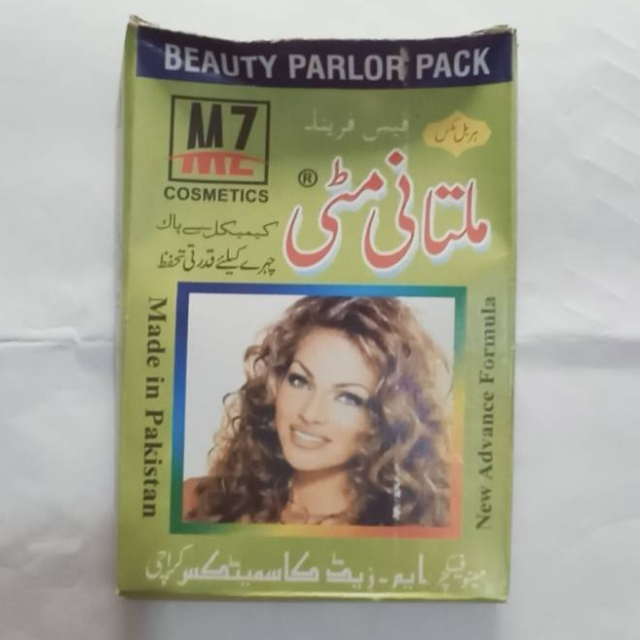 BEAUTY PARLOR PACK
M7
MZ
COSMETICS
فیس فرینڈ
ہربل مکس
ملتانی مٹی ®
کیمیکل سے پاک
چہرے کیلئے قدرتی تحفظ
Made in Pakistan
New Advance Formula
مینوفیکچر ایم-زیڈ کاسمیٹکس کراچی